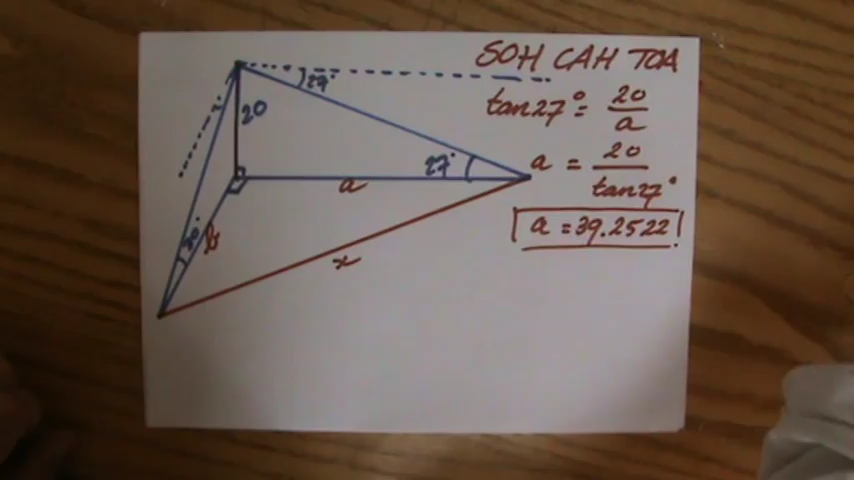 SOH CAH TOA
27°
20
tan27° = 20/a
27°
a = 20/tan27°
a
a = 39.2522
b
x